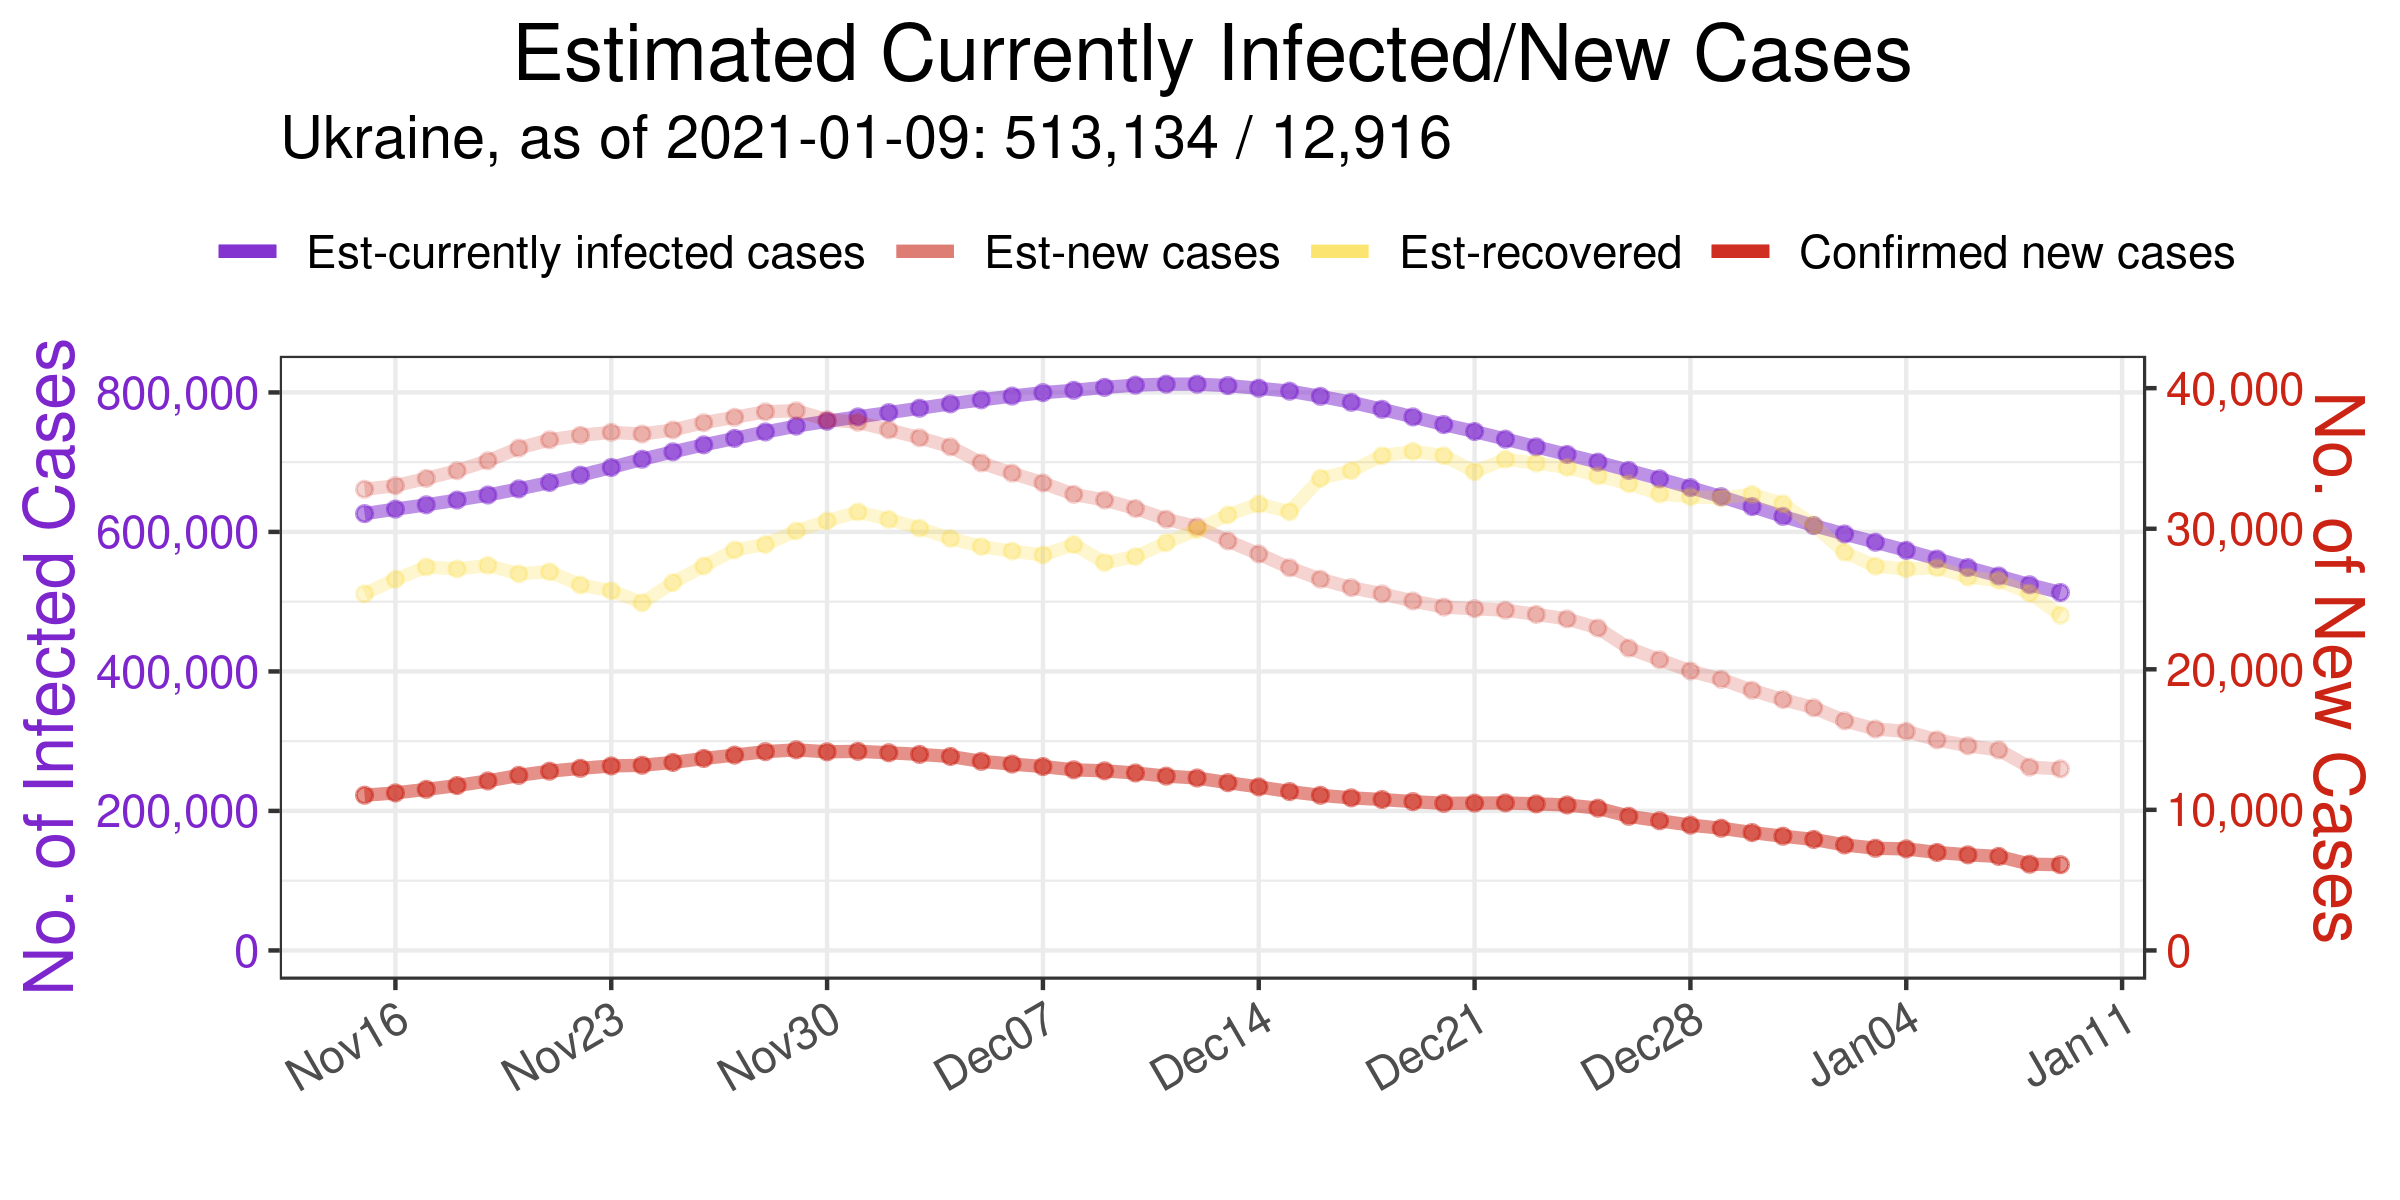 Estimated Currently Infected/New Cases
Ukraine, as of 2021-01-09: 513,134 / 12,916
Est-currently infected cases Est-new cases Est-recovered Confirmed new cases
No. of Infected Cases
800,000
600,000
400,000
200,000
0
40,000
30,000
20,000
10,000
0
No. of New Cases
Nov16 Nov23 Nov30 Dec07 Dec14 Dec21 Dec28 Jan04 Jan11